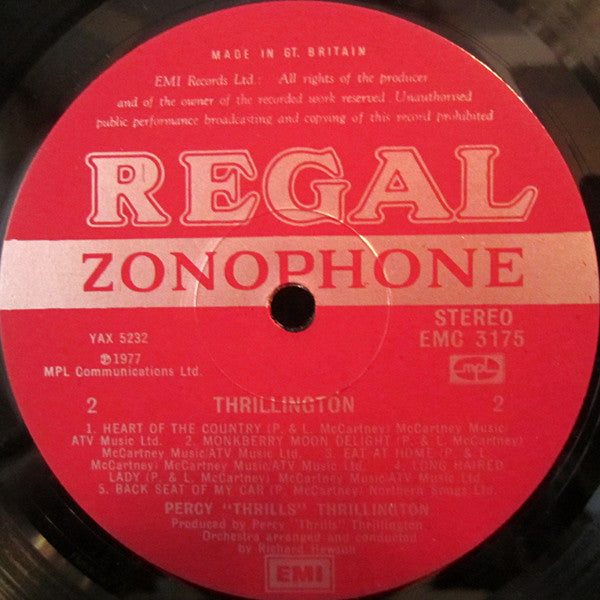 MADE IN GT. BRITAIN
EMI Records Ltd : All rights of the producer
and of the owner of the recorded work reserved. Unauthorised
public performance broadcasting and copying of this record prohibited
REGAL
ZONOPHONE
STEREO
YAX 5232
EMC 3175
℗1977
MPL Communications Ltd.
mpl
2 THRILLINGTON 2
1. HEART OF THE COUNTRY (P. & L. McCartney) McCartney Music
ATV Music Ltd. 2. MONKBERRY MOON DELIGHT (P. & L. McCartney)
McCartney Music/ATV Music Ltd. 3. EAT AT HOME (P. & L.
McCartney) McCartney Music/ATV Music Ltd. 4. LONG HAIRED
LADY (P. & L. McCartney) McCartney Music/ATV Music Ltd.
5. BACK SEAT OF MY CAR (P. McCartney) Northern Songs Ltd.
PERCY "THRILLS" THRILLINGTON
Produced by Percy "Thrills" Thrillington
Orchestra arranged and conducted
by
Richard Hewson
EMI